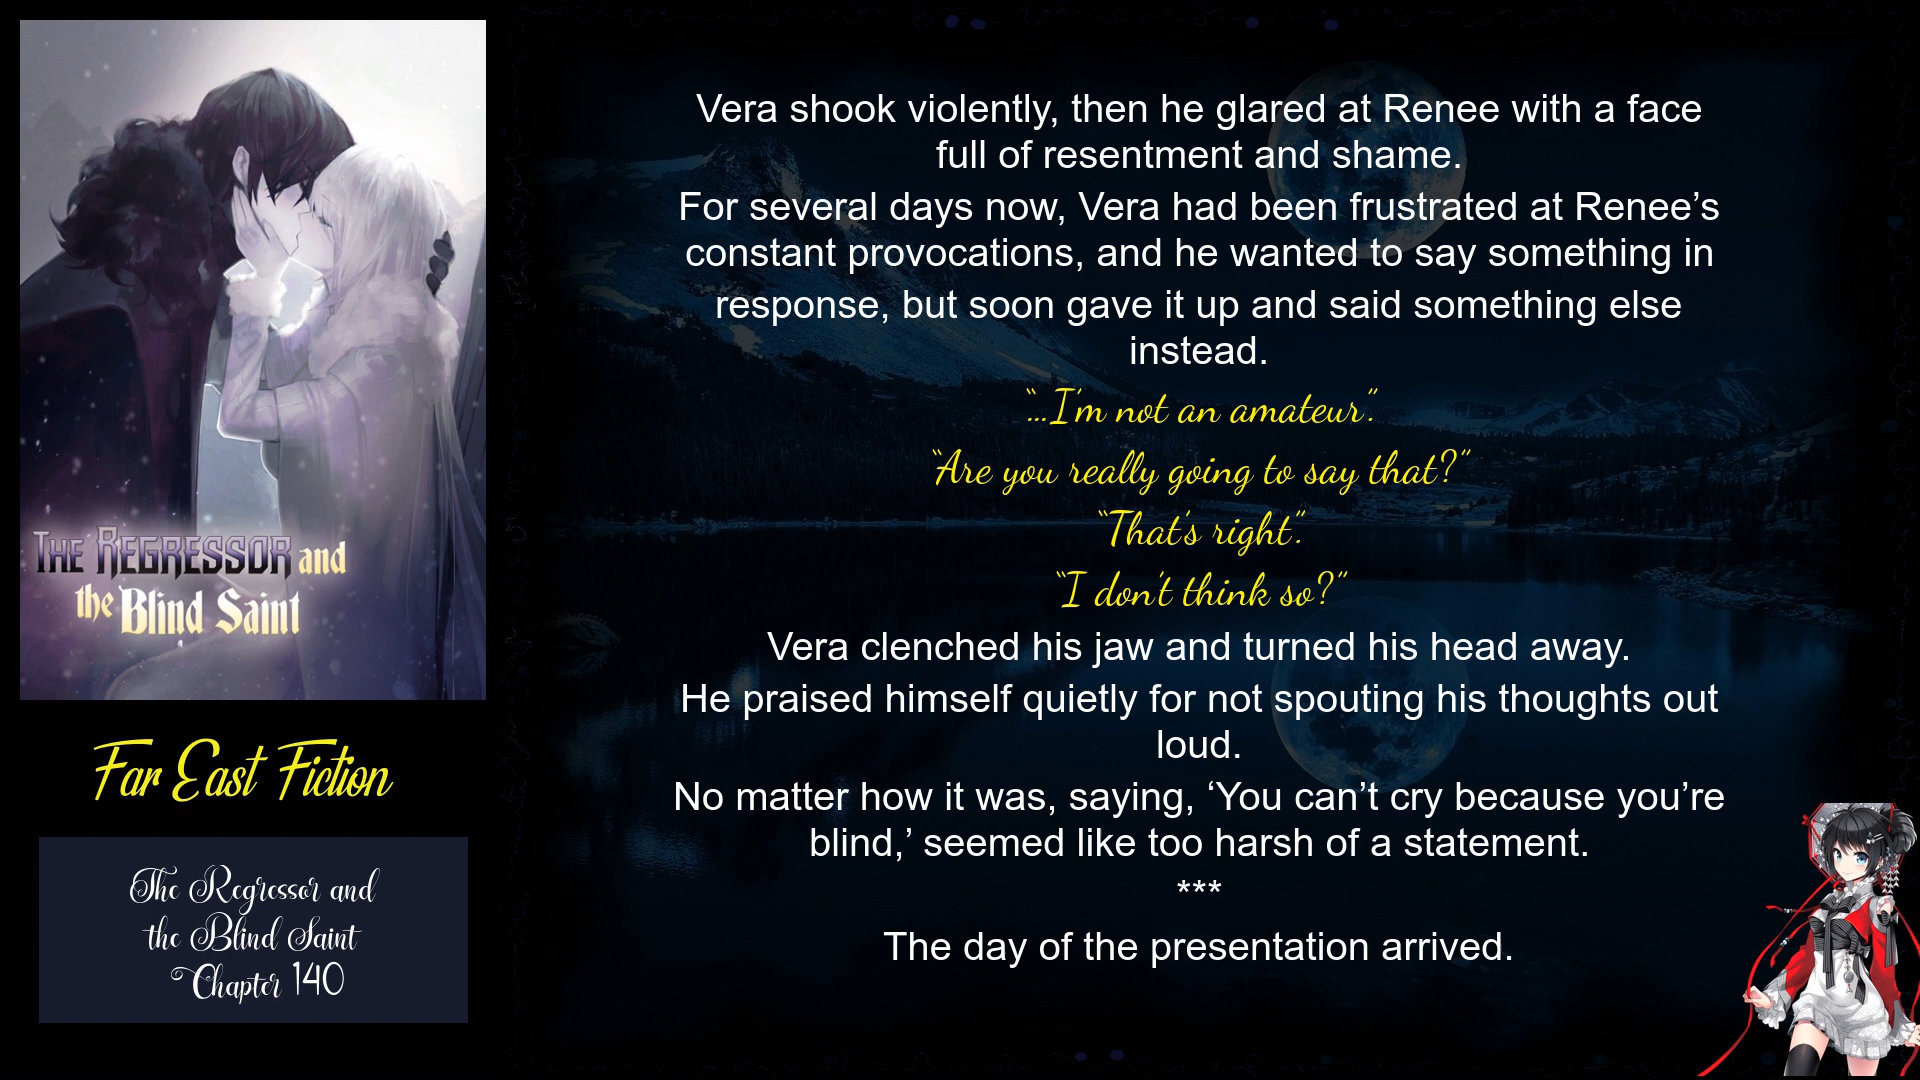 THE REGRESSOR and
the Blind Saint
Far East Fiction
The Regressor and
the Blind Saint
Chapter 140
Vera shook violently, then he glared at Renee with a face
full of resentment and shame.
For several days now, Vera had been frustrated at Renee’s
constant provocations, and he wanted to say something in
response, but soon gave it up and said something else
instead.
“…I’m not an amateur.”
“Are you really going to say that?”
“That’s right.”
“I don’t think so?”
Vera clenched his jaw and turned his head away.
He praised himself quietly for not spouting his thoughts out
loud.
No matter how it was, saying, ‘You can’t cry because you’re
blind,’ seemed like too harsh of a statement.
***
The day of the presentation arrived.